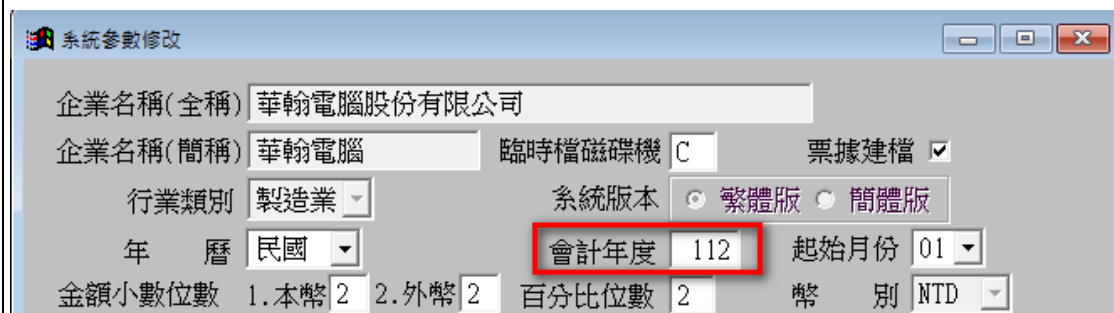 系統參數修改
企業名稱(全稱) 華翰電腦股份有限公司
企業名稱(簡稱) 華翰電腦 臨時檔磁碟機 C 票據建檔
行業類別 製造業 系統版本 繁體版 簡體版
年 曆 民國 會計年度 112 起始月份 01
金額小數位數 1.本幣 2 2.外幣 2 百分比位數 2 幣 別 NTD